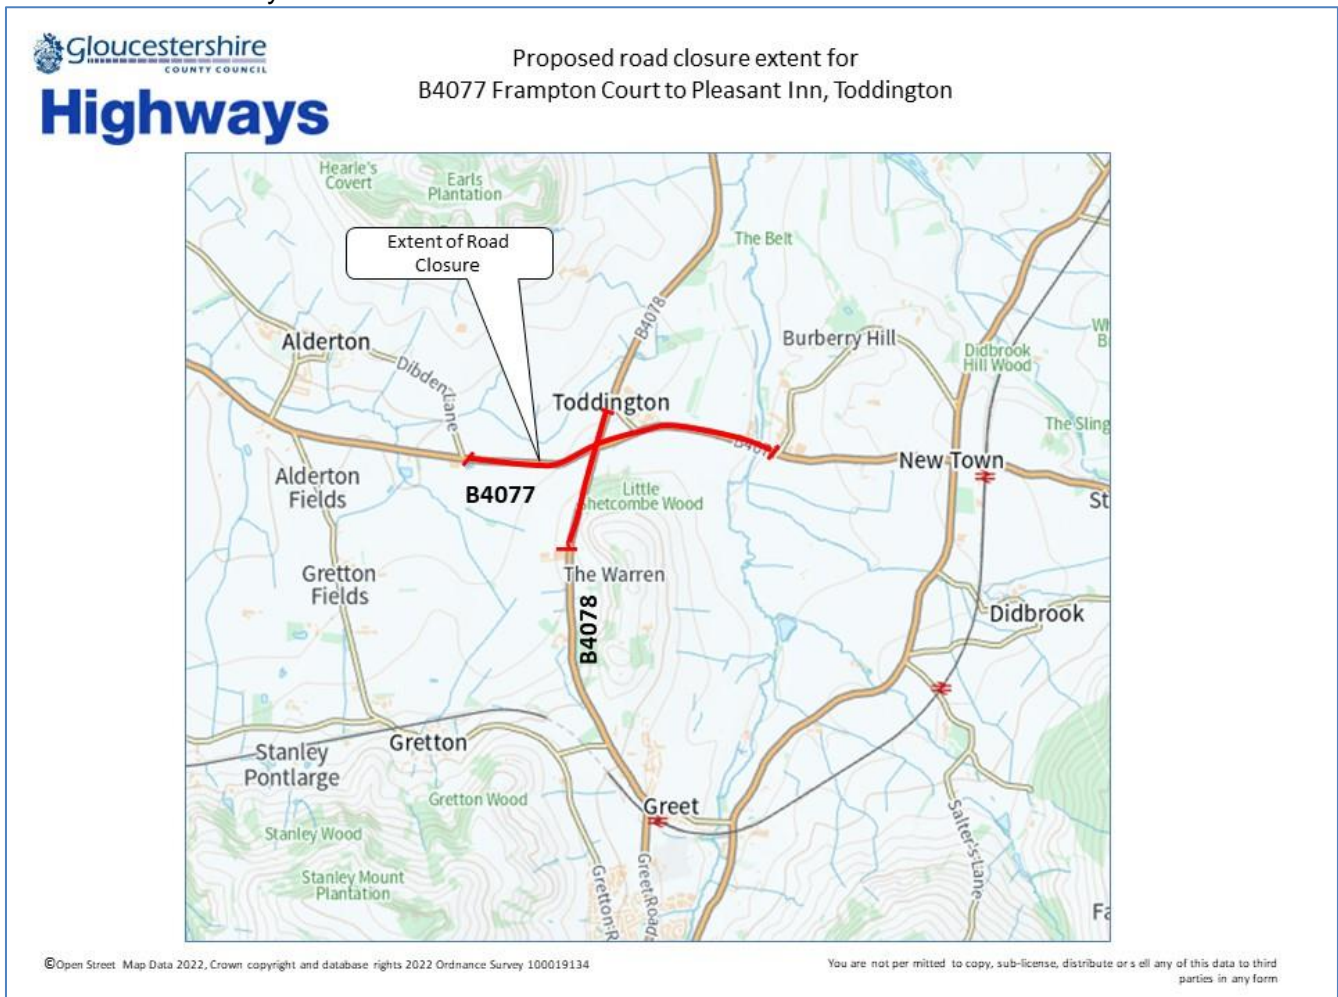 Gloucestershire
COUNTY COUNCIL
Highways
Proposed road closure extent for
B4077 Frampton Court to Pleasant Inn, Toddington
Hearle's
Covert
Earls
Plantation
Extent of Road
Closure
The Belt
B4078
Alderton
Dibden Lane
Burberry Hill
Didbrook
Hill Wood
Toddington
The Sling
Alderton
Fields
B4077
Little
Shetcombe Wood
New Town
St
Gretton
Fields
The Warren
B4078
Didbrook
Stanley
Pontlarge
Gretton
Gretton Wood
Greet
Stanley Wood
Stanley Mount
Plantation
Gretton R
Greet Road
Salter's Lane
Fa
©Open Street Map Data 2022, Crown copyright and database rights 2022 Ordnance Survey 100019134
You are not per mitted to copy, sub-license, distribute or s ell any of this data to third
parties in any form